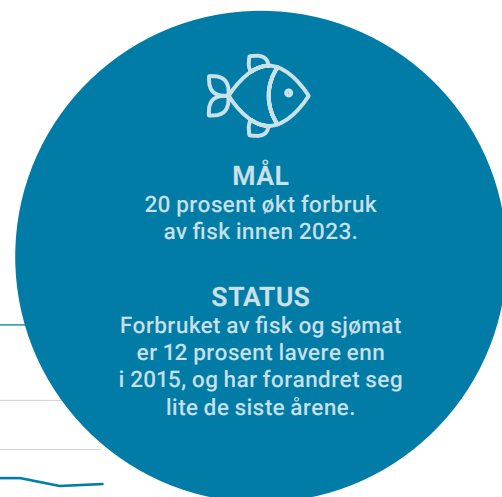 MÅL
20 prosent økt forbruk
av fisk innen 2023.
STATUS
Forbruket av fisk og sjømat
er 12 prosent lavere enn
i 2015, og har forandret seg
lite de siste årene.